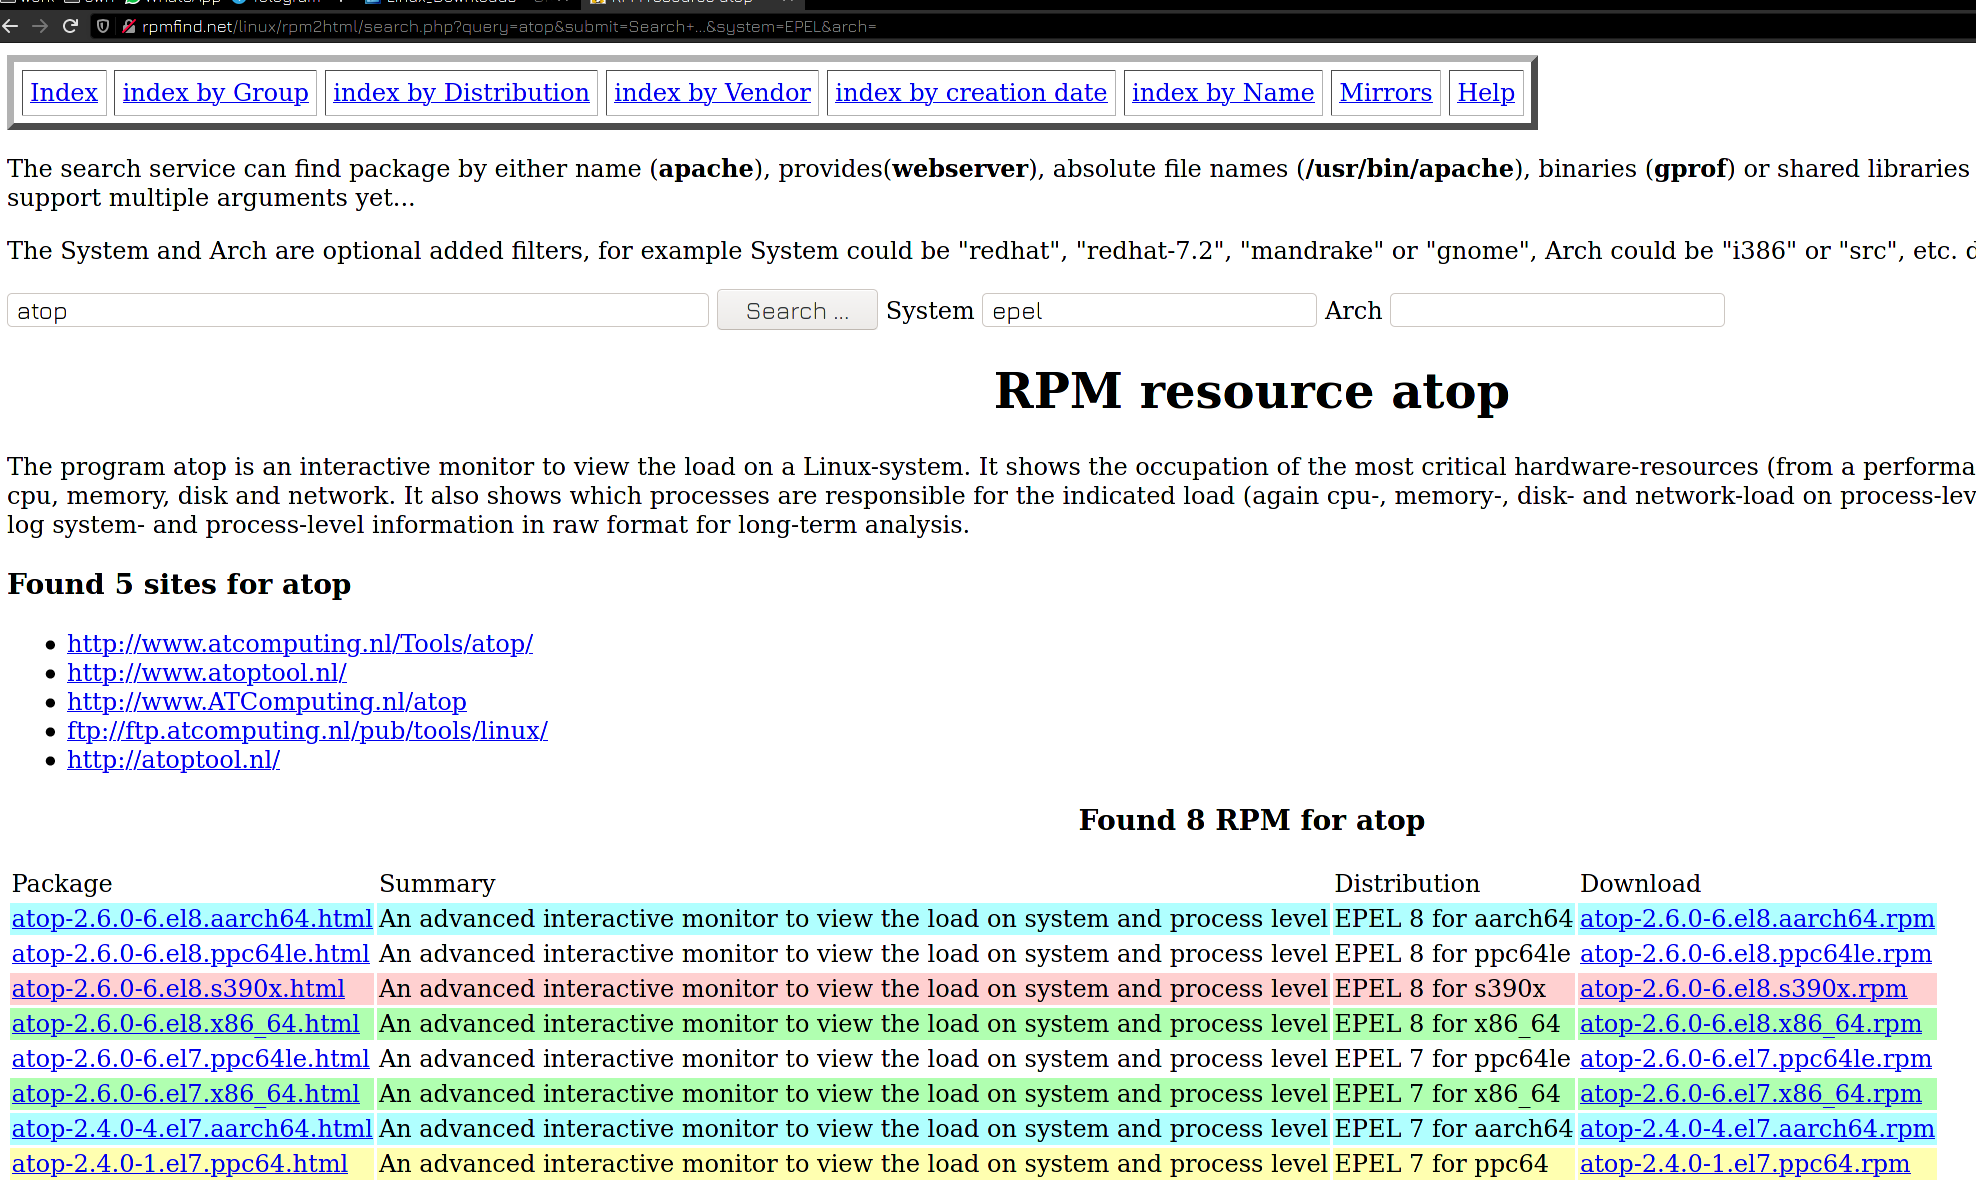 rpmfind.net/linux/rpm2html/search.php?query=atop&submit=Search+...&system=EPEL&arch=
Index index by Group index by Distribution index by Vendor index by creation date index by Name Mirrors Help
The search service can find package by either name (apache), provides(webserver), absolute file names (/usr/bin/apache), binaries (gprof) or shared libraries
support multiple arguments yet...
The System and Arch are optional added filters, for example System could be "redhat", "redhat-7.2", "mandrake" or "gnome", Arch could be "i386" or "src", etc.
atop Search ... System epel Arch
RPM resource atop
The program atop is an interactive monitor to view the load on a Linux-system. It shows the occupation of the most critical hardware-resources (from a performa
cpu, memory, disk and network. It also shows which processes are responsible for the indicated load (again cpu-, memory-, disk- and network-load on process-lev
log system- and process-level information in raw format for long-term analysis.
Found 5 sites for atop
http://www.atcomputing.nl/Tools/atop/
http://www.atoptool.nl/
http://www.ATComputing.nl/atop
ftp://ftp.atcomputing.nl/pub/tools/linux/
http://atoptool.nl/
Found 8 RPM for atop
Package Summary Distribution Download
atop-2.6.0-6.el8.aarch64.html An advanced interactive monitor to view the load on system and process level EPEL 8 for aarch64 atop-2.6.0-6.el8.aarch64.rpm
atop-2.6.0-6.el8.ppc64le.html An advanced interactive monitor to view the load on system and process level EPEL 8 for ppc64le atop-2.6.0-6.el8.ppc64le.rpm
atop-2.6.0-6.el8.s390x.html An advanced interactive monitor to view the load on system and process level EPEL 8 for s390x atop-2.6.0-6.el8.s390x.rpm
atop-2.6.0-6.el8.x86_64.html An advanced interactive monitor to view the load on system and process level EPEL 8 for x86_64 atop-2.6.0-6.el8.x86_64.rpm
atop-2.6.0-6.el7.ppc64le.html An advanced interactive monitor to view the load on system and process level EPEL 7 for ppc64le atop-2.6.0-6.el7.ppc64le.rpm
atop-2.6.0-6.el7.x86_64.html An advanced interactive monitor to view the load on system and process level EPEL 7 for x86_64 atop-2.6.0-6.el7.x86_64.rpm
atop-2.4.0-4.el7.aarch64.html An advanced interactive monitor to view the load on system and process level EPEL 7 for aarch64 atop-2.4.0-4.el7.aarch64.rpm
atop-2.4.0-1.el7.ppc64.html An advanced interactive monitor to view the load on system and process level EPEL 7 for ppc64 atop-2.4.0-1.el7.ppc64.rpm